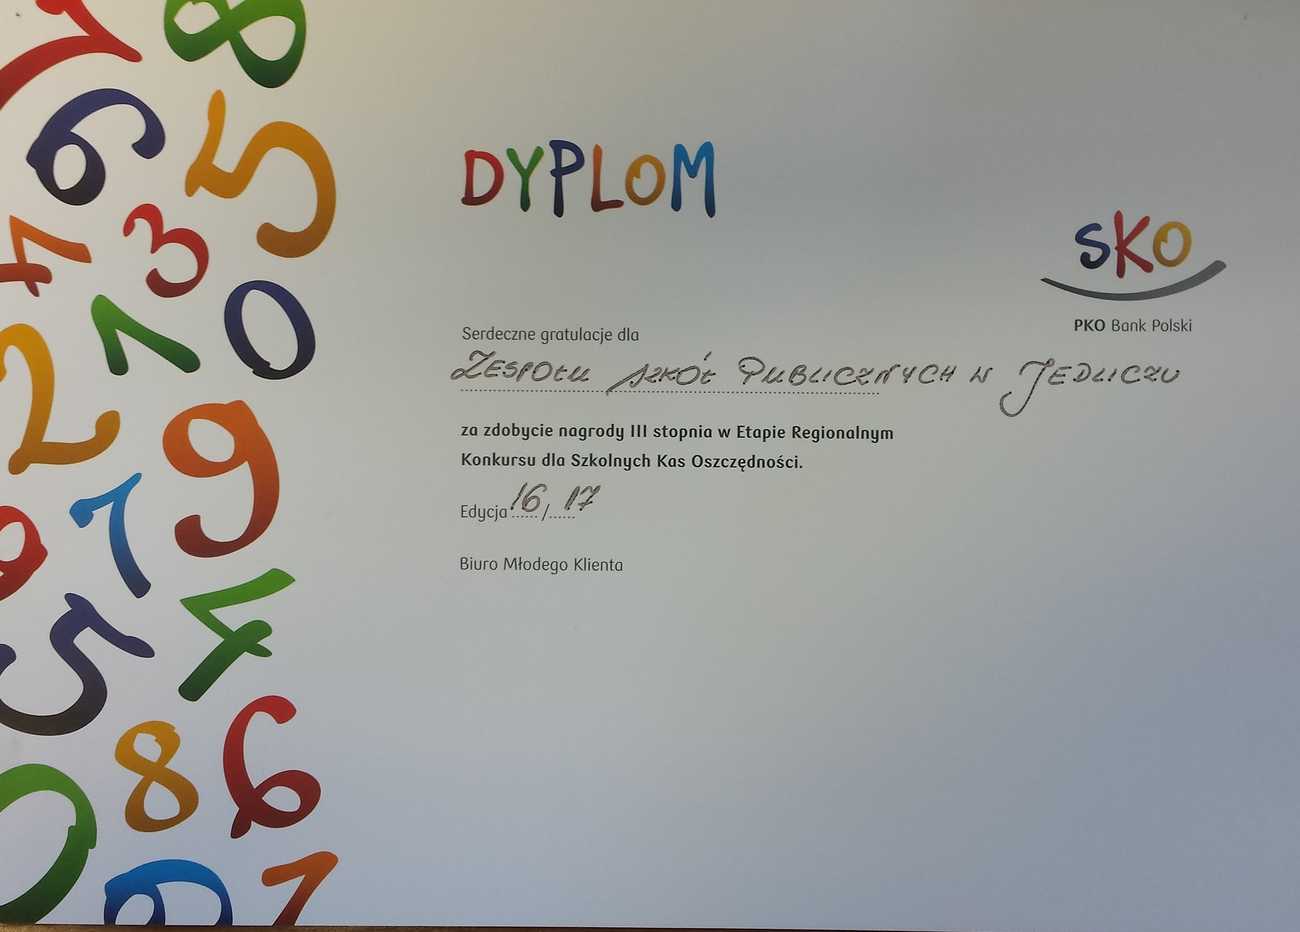 DYPLOM
SKO
PKO Bank Polski
Serdeczne gratulacje dla
ZESPOŁU SZKÓŁ PUBLICZNYCH W JEDLICZU
za zdobycie nagrody III stopnia w Etapie Regionalnym
Konkursu dla Szkolnych Kas Oszczędności.
Edycja 16/17
Biuro Młodego Klienta